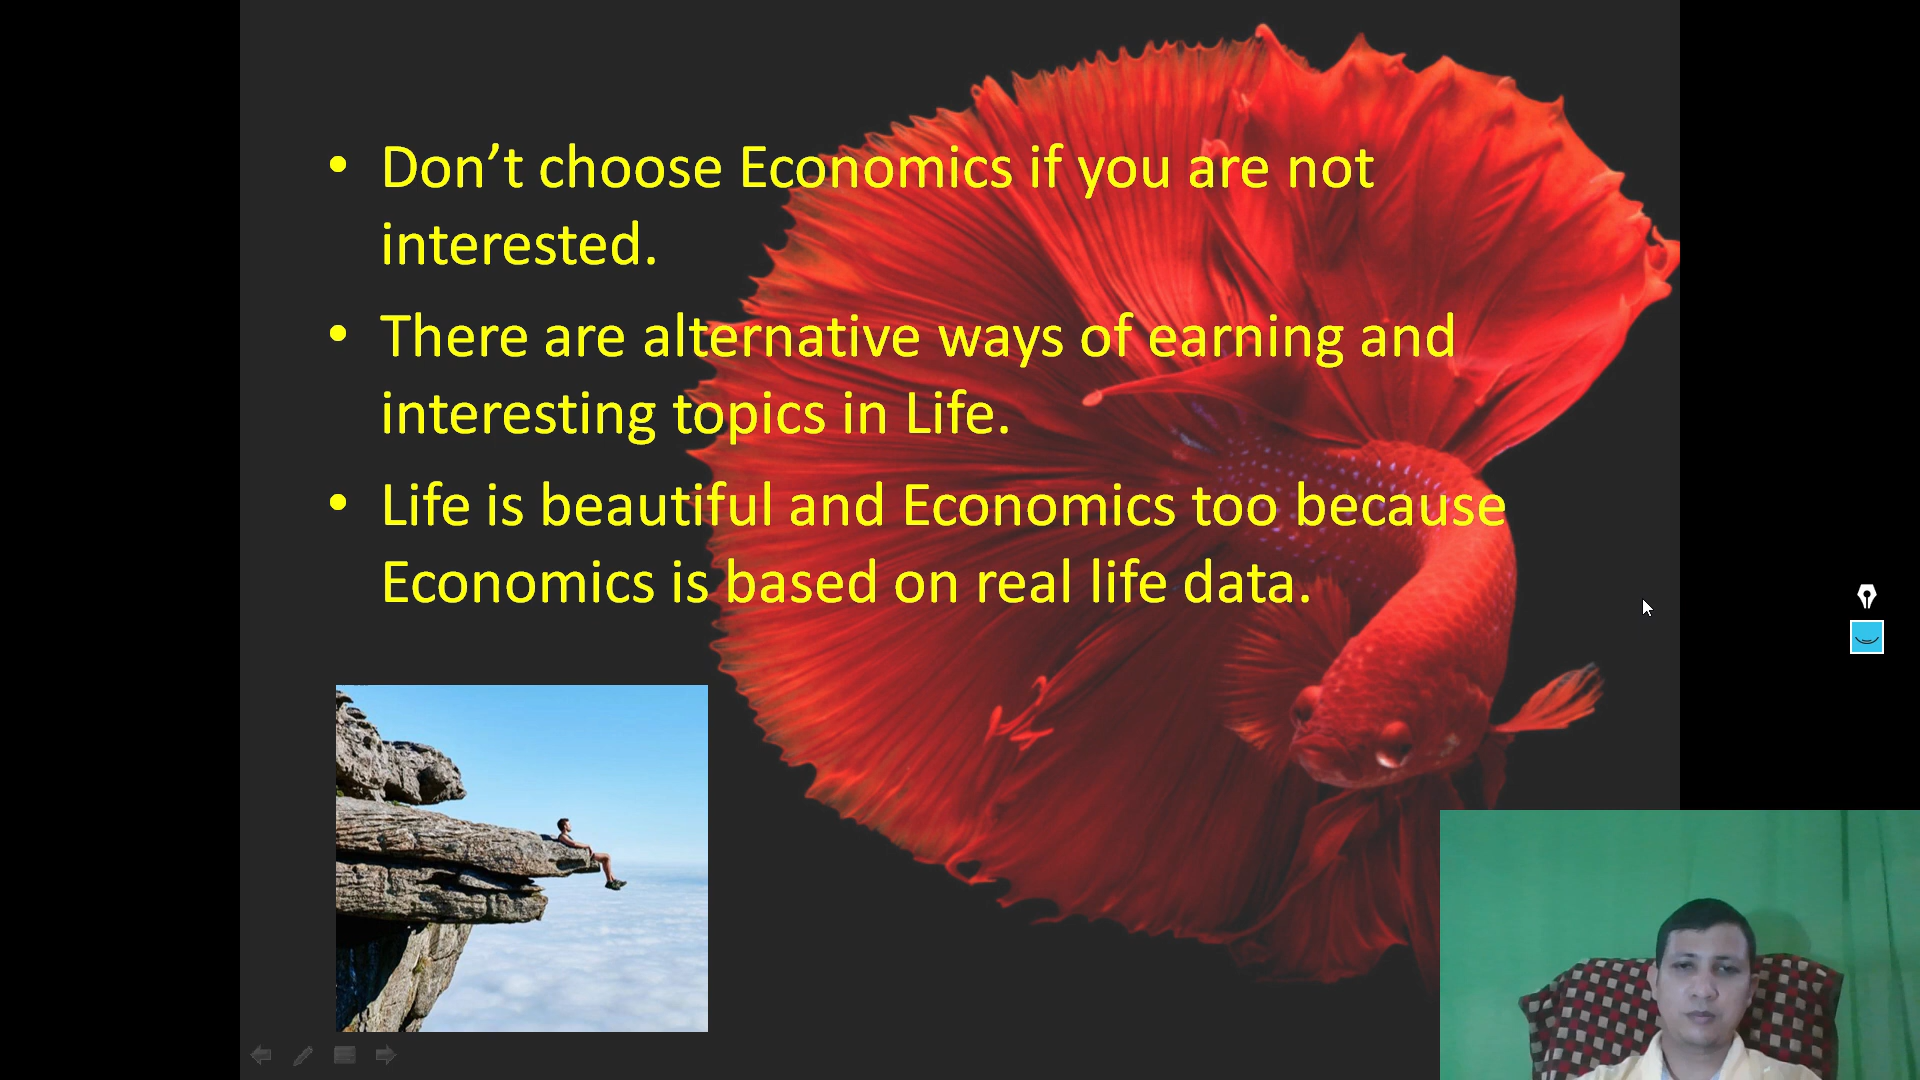 • Don’t choose Economics if you are not
interested.
• There are alternative ways of earning and
interesting topics in Life.
• Life is beautiful and Economics too because
Economics is based on real life data.